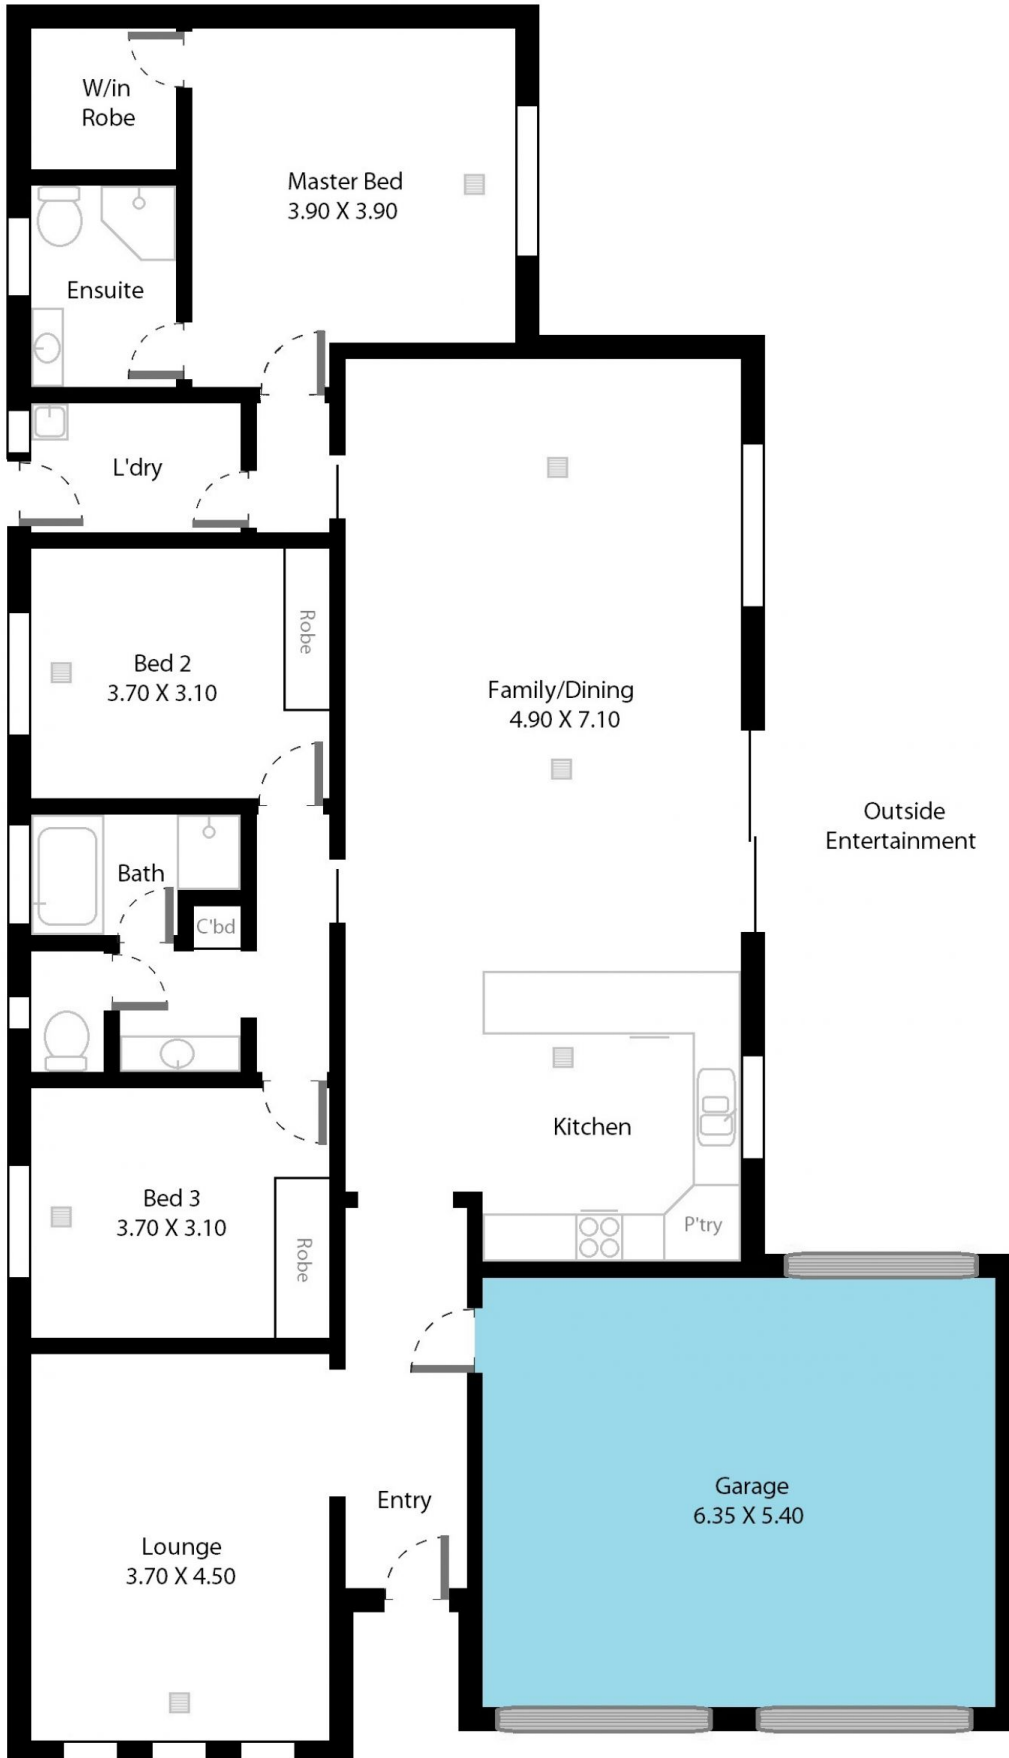 W/in
Robe
Master Bed
3.90 X 3.90
Ensuite
L'dry
Robe
Bed 2
3.70 X 3.10
Family/Dining
4.90 X 7.10
Outside
Entertainment
Bath
C'bd
Kitchen
Bed 3
3.70 X 3.10
Robe
P'try
Garage
6.35 X 5.40
Entry
Lounge
3.70 X 4.50